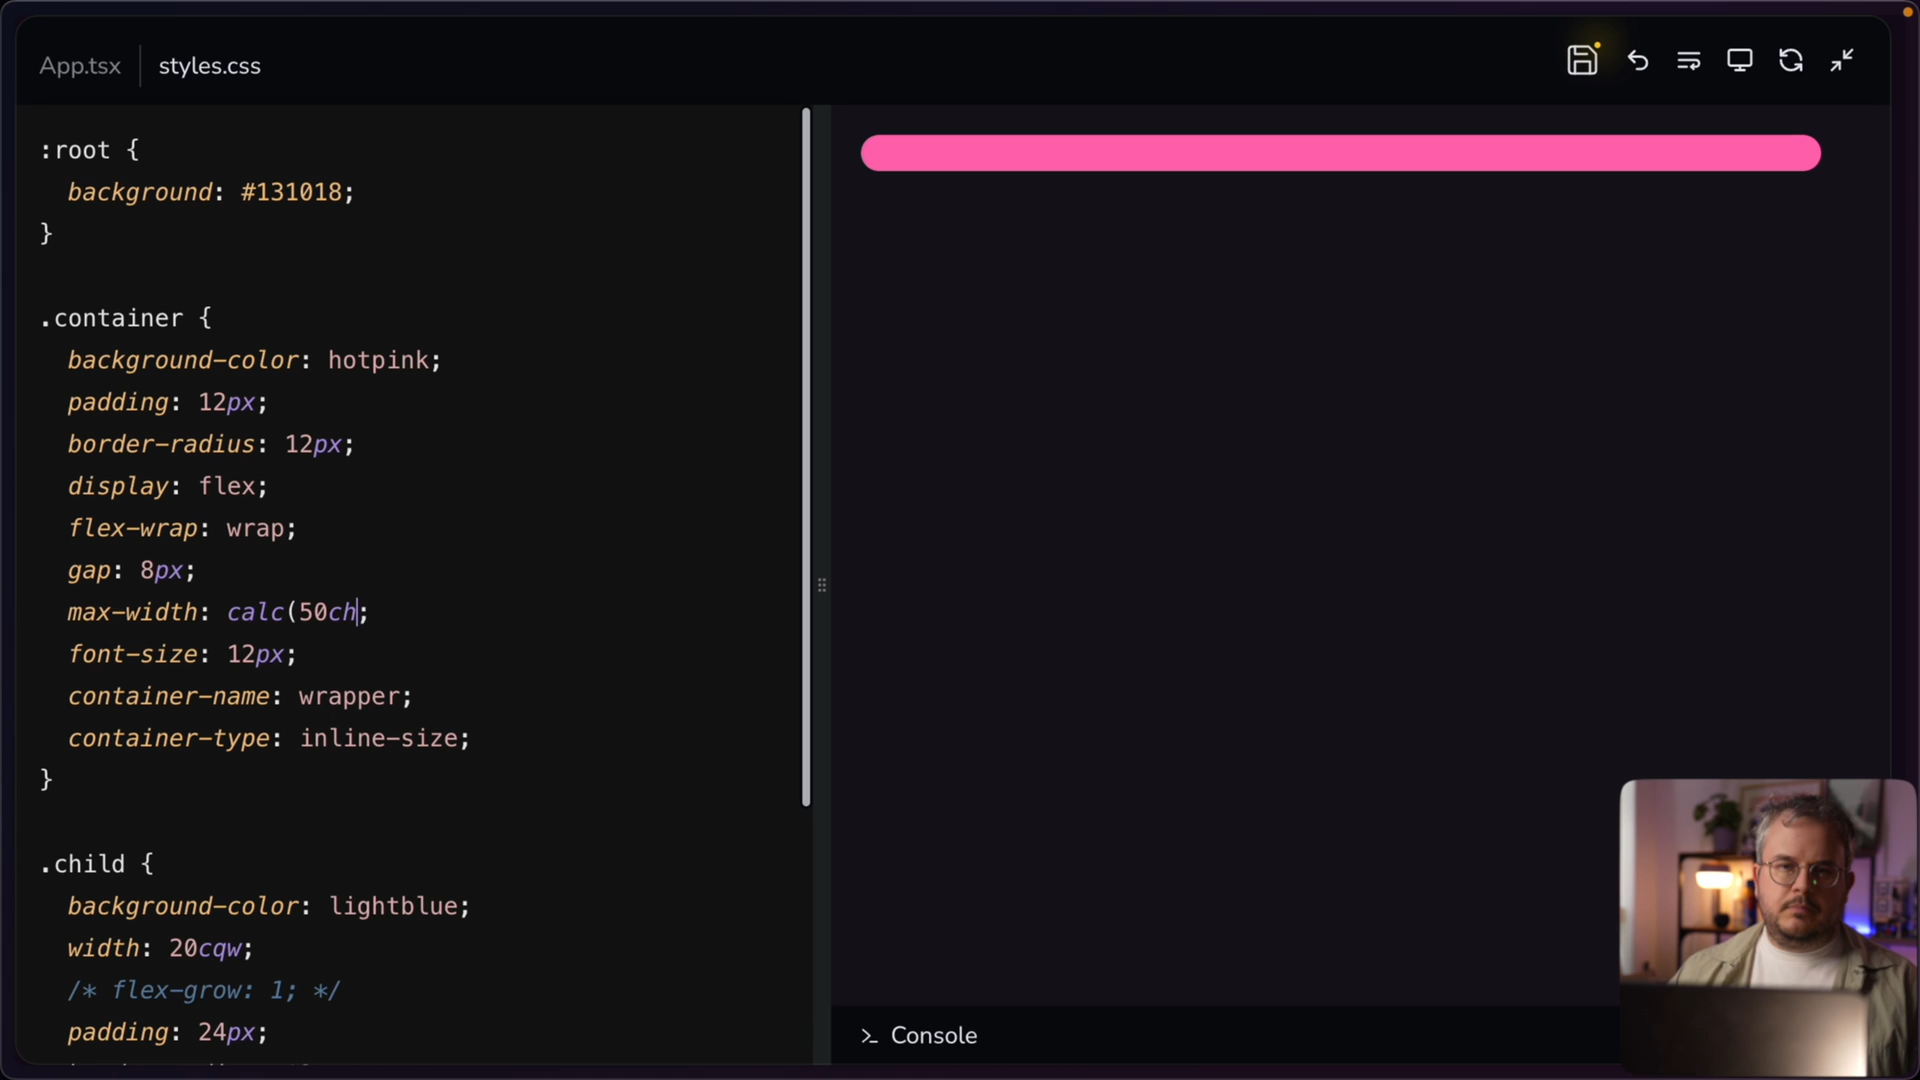 App.tsx
styles.css
:root {
background: #131018;
}
.container {
background-color: hotpink;
padding: 12px;
border-radius: 12px;
display: flex;
flex-wrap: wrap;
gap: 8px;
max-width: calc(50ch;
font-size: 12px;
container-name: wrapper;
container-type: inline-size;
}
.child {
background-color: lightblue;
width: 20cqw;
/* flex-grow: 1; */
padding: 24px;
Console